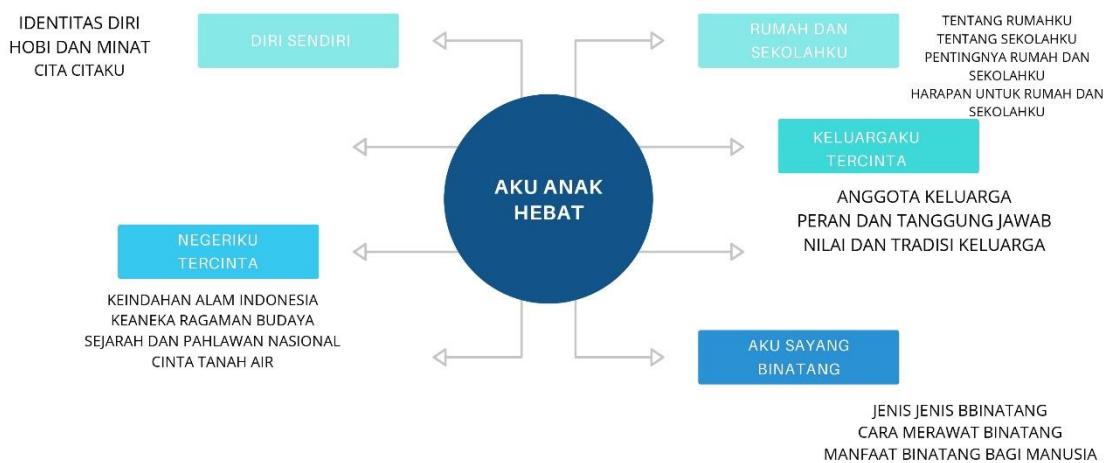 IDENTITAS DIRI
HOBI DAN MINAT
CITA CITAKU
DIRI SENDIRI
RUMAH DAN
SEKOLAHKU
TENTANG RUMAHKU
TENTANG SEKOLAHKU
PENTINGNYA RUMAH DAN
SEKOLAHKU
HARAPAN UNTUK RUMAH DAN
SEKOLAHKU
AKU ANAK
HEBAT
KELUARGAKU
TERCINTA
ANGGOTA KELUARGA
PERAN DAN TANGGUNG JAWAB
NILAI DAN TRADISI KELUARGA
NEGERIKU
TERCINTA
KEINDAHAN ALAM INDONESIA
KEANEKA RAGAMAN BUDAYA
SEJARAH DAN PAHLAWAN NASIONAL
CINTA TANAH AIR
AKU SAYANG
BINATANG
JENIS JENIS BBINATANG
CARA MERAWAT BINATANG
MANFAAT BINATANG BAGI MANUSIA